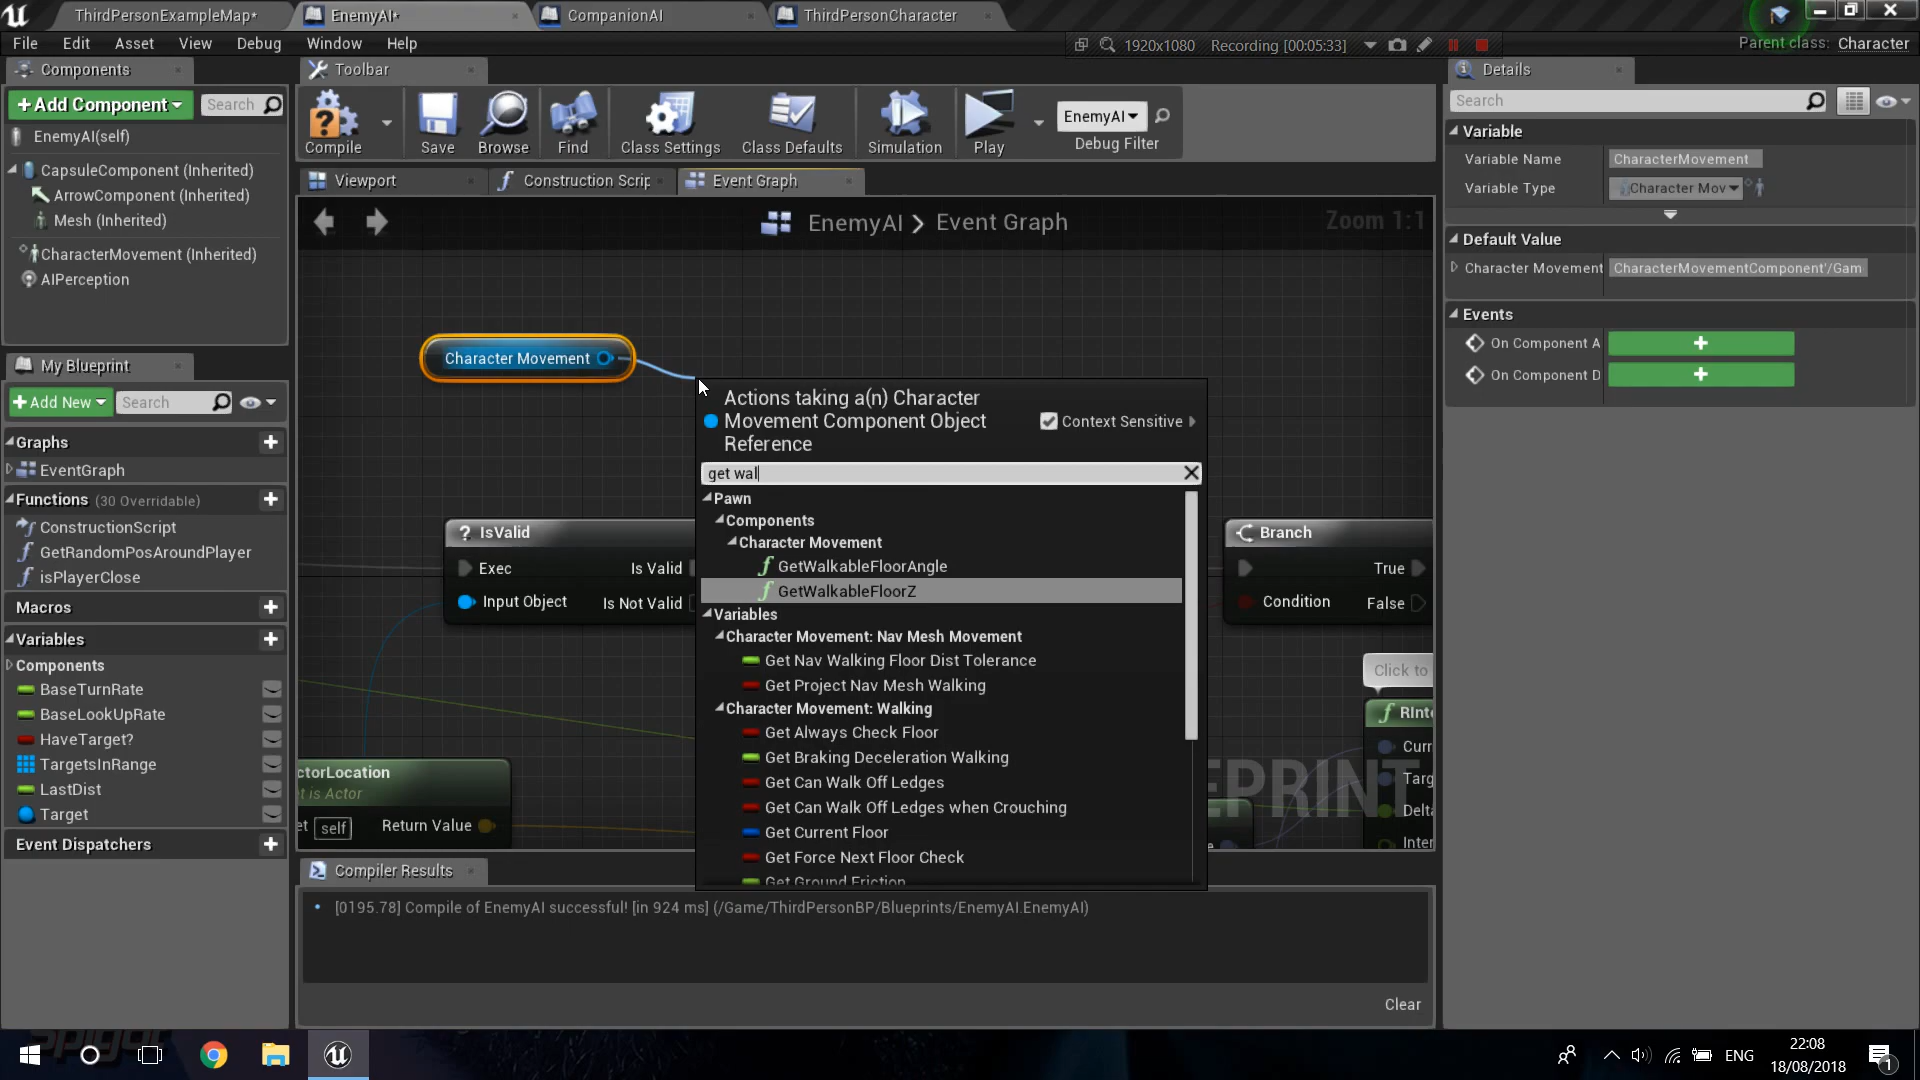 ThirdPersonExampleMap*
EnemyAI*
CompanionAI
ThirdPersonCharacter
File Edit Asset View Debug Window Help
1920x1080 Recording [00:05:33]
Parent class: Character
Components
+Add Component
Search
EnemyAI(self)
CapsuleComponent (Inherited)
ArrowComponent (Inherited)
Mesh (Inherited)
CharacterMovement (Inherited)
AIPerception
My Blueprint
+Add New
Search
Graphs
EventGraph
Functions (30 Overridable)
ConstructionScript
GetRandomPosAroundPlayer
isPlayerClose
Macros
Variables
Components
BaseTurnRate
BaseLookUpRate
HaveTarget?
TargetsInRange
LastDist
Target
Event Dispatchers
Toolbar
Compile
Save
Browse
Find
Class Settings
Class Defaults
Simulation
Play
EnemyAI
Debug Filter
Viewport
Construction Scrip
Event Graph
EnemyAI > Event Graph
Zoom 1:1
Character Movement
IsValid
Exec Is Valid
Input Object Is Not Valid
ctorLocation
et is Actor
et self Return Value
Actions taking a(n) Character
Movement Component Object
Reference
Context Sensitive
get wal
Pawn
Components
Character Movement
GetWalkableFloorAngle
GetWalkableFloorZ
Variables
Character Movement: Nav Mesh Movement
Get Nav Walking Floor Dist Tolerance
Get Project Nav Mesh Walking
Character Movement: Walking
Get Always Check Floor
Get Braking Deceleration Walking
Get Can Walk Off Ledges
Get Can Walk Off Ledges when Crouching
Get Current Floor
Get Force Next Floor Check
Get Ground Friction
Branch
True
Condition False
Click to
RInte
Curr
Targ
Delta
Inter
EPRINT
Compiler Results
[0195.78] Compile of EnemyAI successful! [in 924 ms] (/Game/ThirdPersonBP/Blueprints/EnemyAI.EnemyAI)
Clear
Details
Search
Variable
Variable Name CharacterMovement
Variable Type Character Mov
Default Value
Character Movement CharacterMovementComponent'/Gam
Events
On Component A +
On Component D +
ENG
22:08
18/08/2018
1